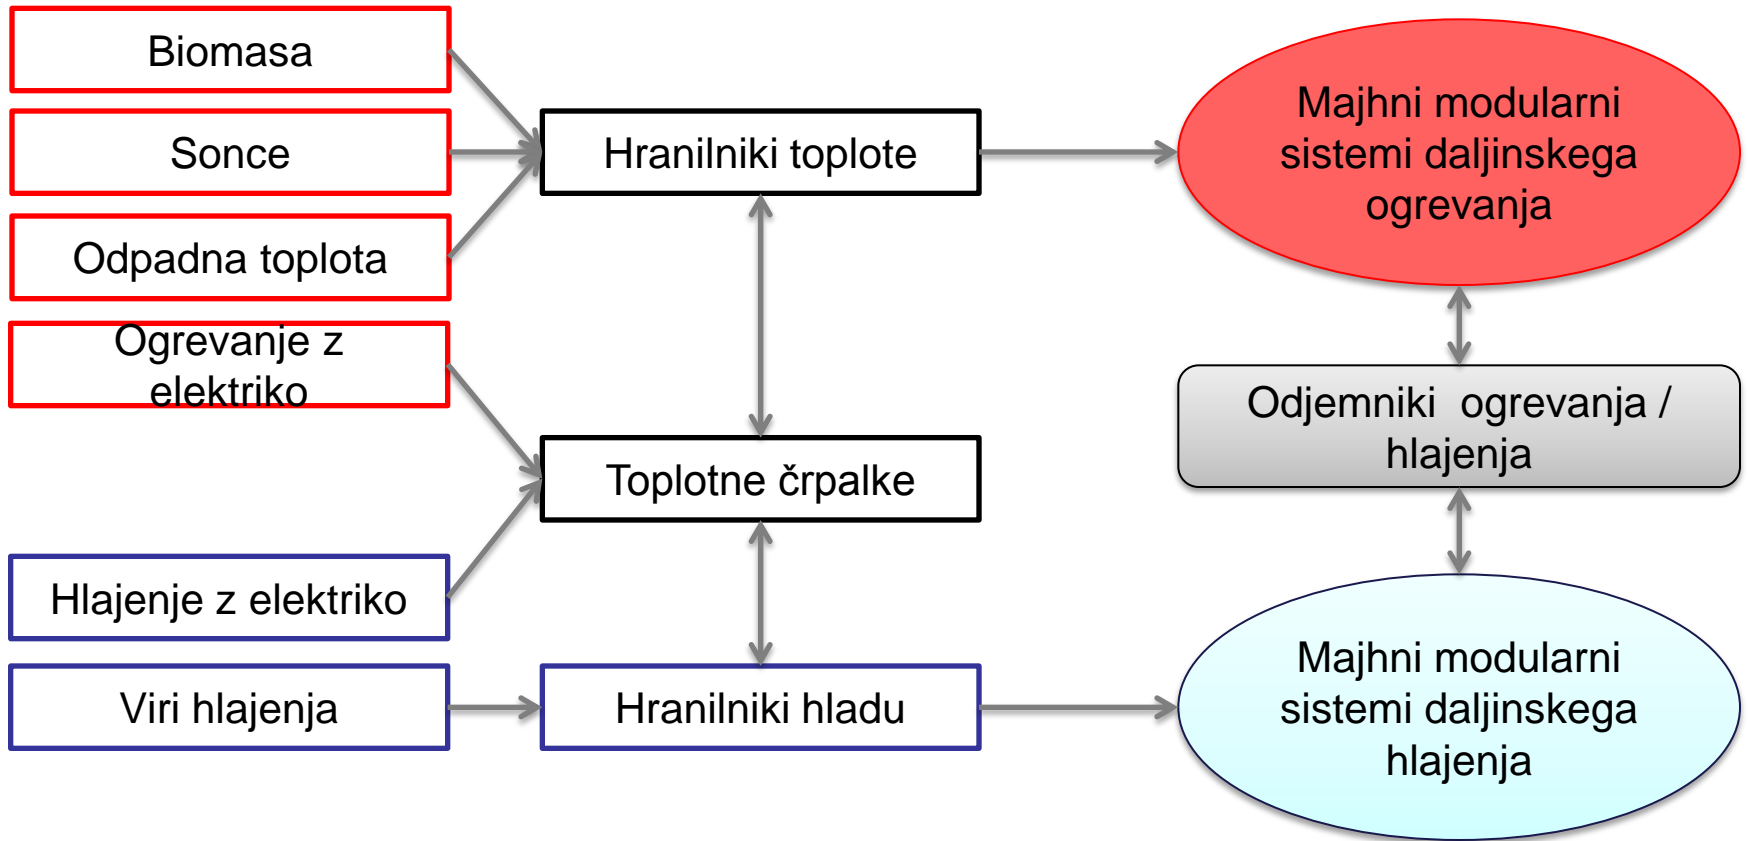 Biomasa
Sonce
Odpadna toplota
Ogrevanje z
elektriko
Hlajenje z elektriko
Viri hlajenja
Hranilniki toplote
Toplotne črpalke
Hranilniki hladu
Majhni modularni
sistemi daljinskega
ogrevanja
Odjemniki  ogrevanja /
hlajenja
Majhni modularni
sistemi daljinskega
hlajenja